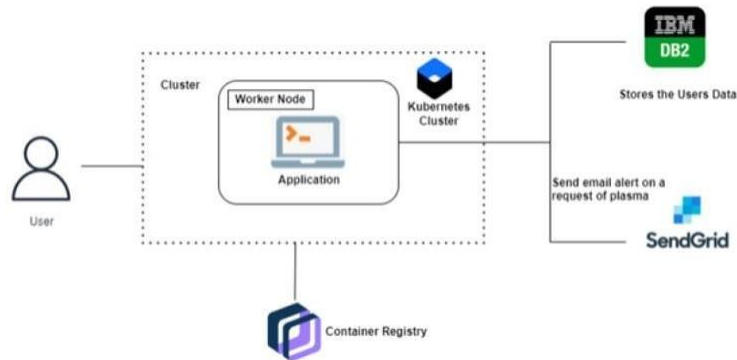 IBM
DB2
Stores the Users Data
Cluster
Worker Node
Kubernetes
Cluster
Application
User
Send email alert on a
request of plasma
SendGrid
Container Registry